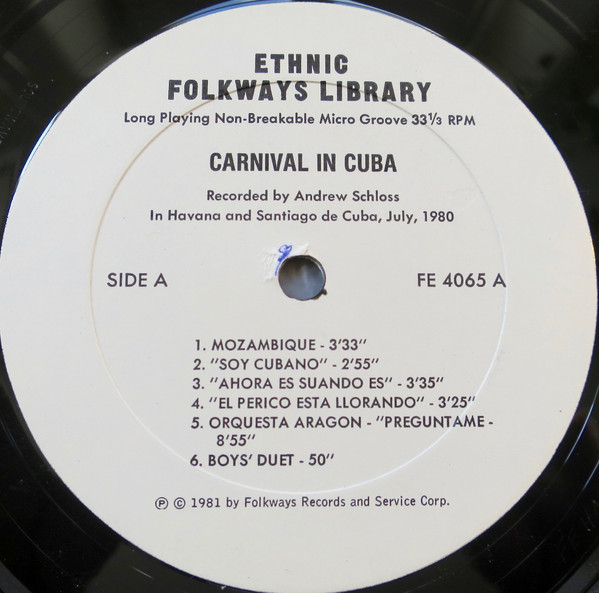 ETHNIC
FOLKWAYS LIBRARY
Long Playing Non-Breakable Micro Groove 33⅓ RPM
CARNIVAL IN CUBA
Recorded by Andrew Schloss
In Havana and Santiago de Cuba, July, 1980
9
SIDE A
FE 4065 A
1. MOZAMBIQUE - 3'33"
2. "SOY CUBANO" - 2'55"
3. "AHORA ES SUANDO ES" - 3'35"
4. "EL PERICO ESTA LLORANDO" - 3'25"
5. ORQUESTA ARAGON - "PREGUNTAME -
8'55"
6. BOYS' DUET - 50"
Ⓟ © 1981 by Folkways Records and Service Corp.